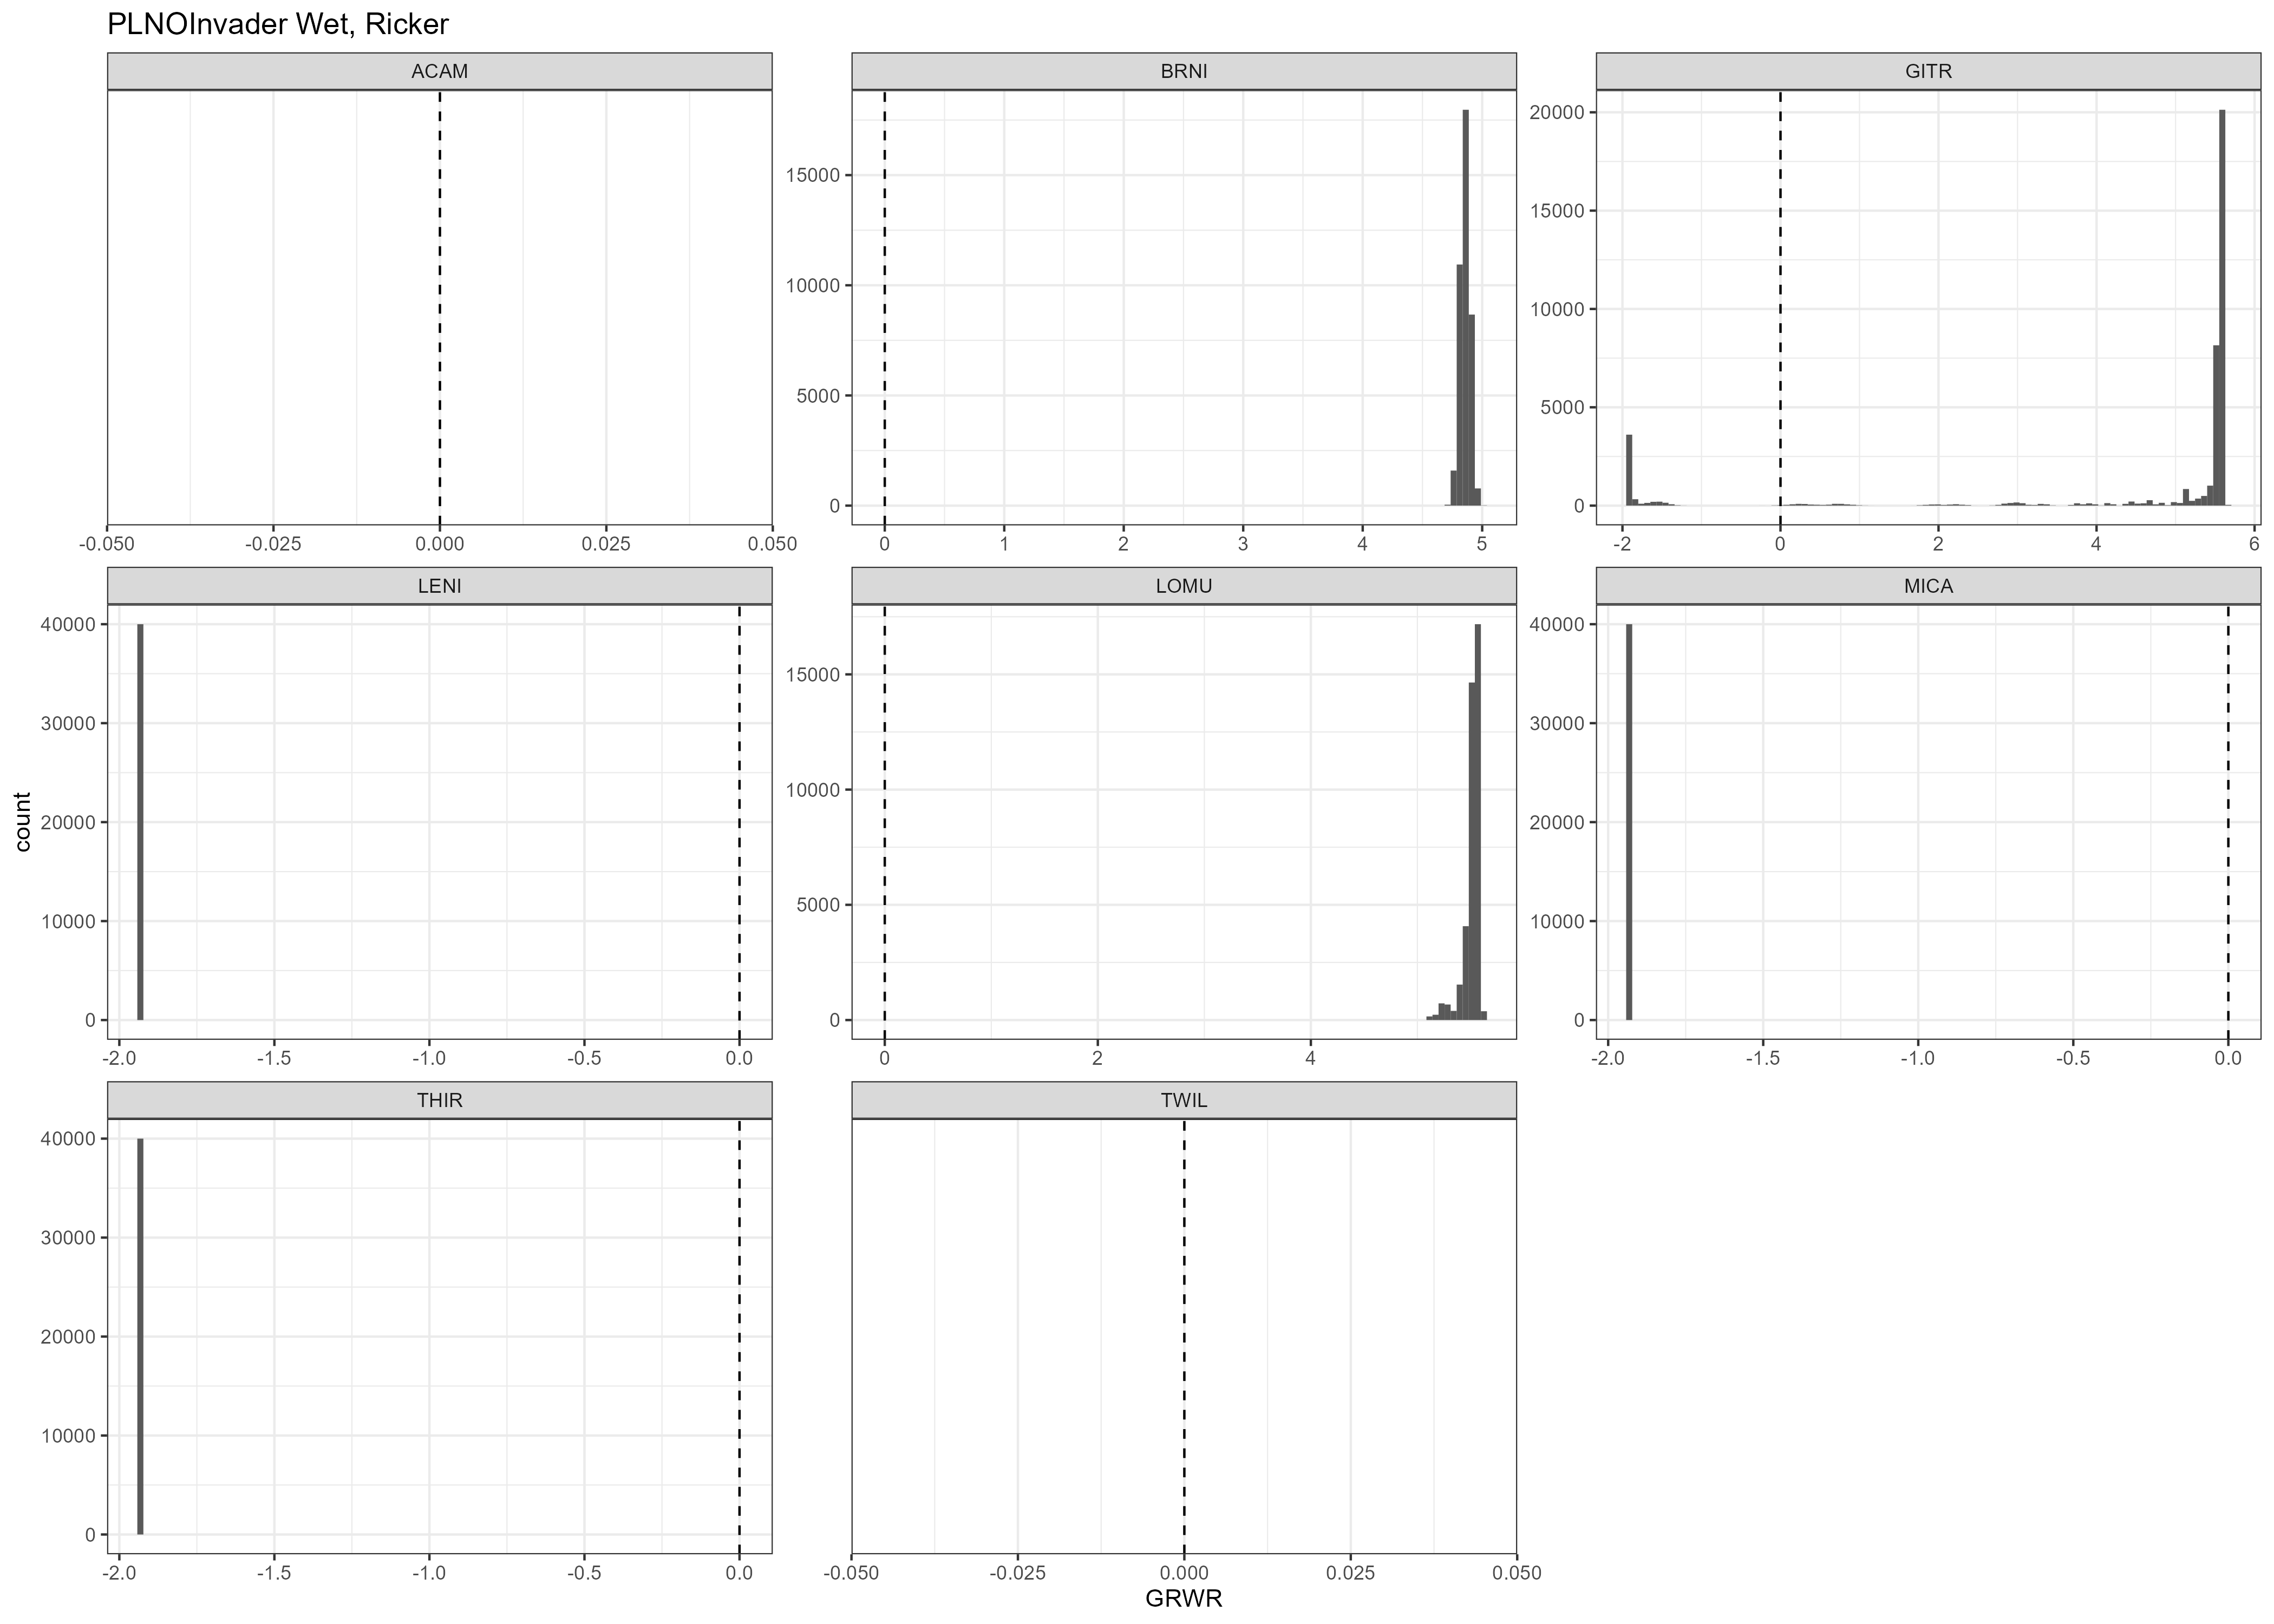 PLNOInvader Wet, Ricker
ACAM BRNI GITR
15000 10000 5000 0
20000 15000 10000 5000 0
-0.050 -0.025 0.000 0.025 0.050
0 1 2 3 4 5
-2 0 2 4 6
LENI LOMU MICA
40000 30000 20000 10000 0
15000 10000 5000 0
40000 30000 20000 10000 0
-2.0 -1.5 -1.0 -0.5 0.0
0 2 4
-2.0 -1.5 -1.0 -0.5 0.0
count
THIR TWIL
40000 30000 20000 10000 0
-2.0 -1.5 -1.0 -0.5 0.0
-0.050 -0.025 0.000 0.025 0.050
GRWR